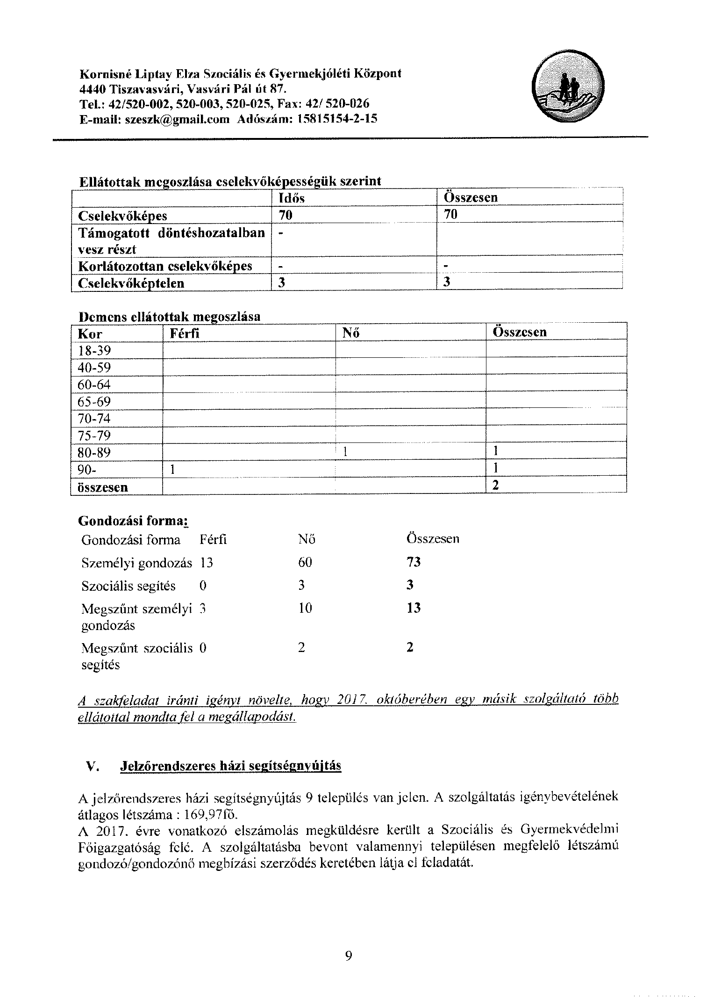 Kornisné Liptay Elza Szociális és Gyermekjóléti Központ
4440 Tiszavasvári, Vasvári Pál út 87.
Tel.: 42/520-002, 520-003, 520-025, Fax: 42/ 520-026
E-mail: szeszk@gmail.com Adószám: 15815154-2-15
Ellátottak megoszlása cselekvőképességük szerint
Idős Összesen
Cselekvőképes 70 70
Támogatott döntéshozatalban -
vesz részt
Korlátozottan cselekvőképes - -
Cselekvőképtelen 3 3
Demens ellátottak megoszlása
Kor Férfi Nő Összesen
18-39
40-59
60-64
65-69
70-74
75-79
80-89 1 1
90- 1 1
összesen 2
Gondozási forma:
Gondozási forma Férfi Nő Összesen
Személyi gondozás 13 60 73
Szociális segítés 0 3 3
Megszűnt személyi 3 10 13
gondozás
Megszűnt szociális 0 2 2
segítés
A szakfeladat iránti igényt növelte, hogy 2017. októberében egy másik szolgáltató több
ellátottal mondta fel a megállapodást.
V. Jelzőrendszeres házi segítségnyújtás
A jelzőrendszeres házi segítségnyújtás 9 település van jelen. A szolgáltatás igénybevételének
átlagos létszáma : 169,97fő.
A 2017. évre vonatkozó elszámolás megküldésre került a Szociális és Gyermekvédelmi
Főigazgatóság felé. A szolgáltatásba bevont valamennyi településen megfelelő létszámú
gondozó/gondozónő megbízási szerződés keretében látja el feladatát.
9